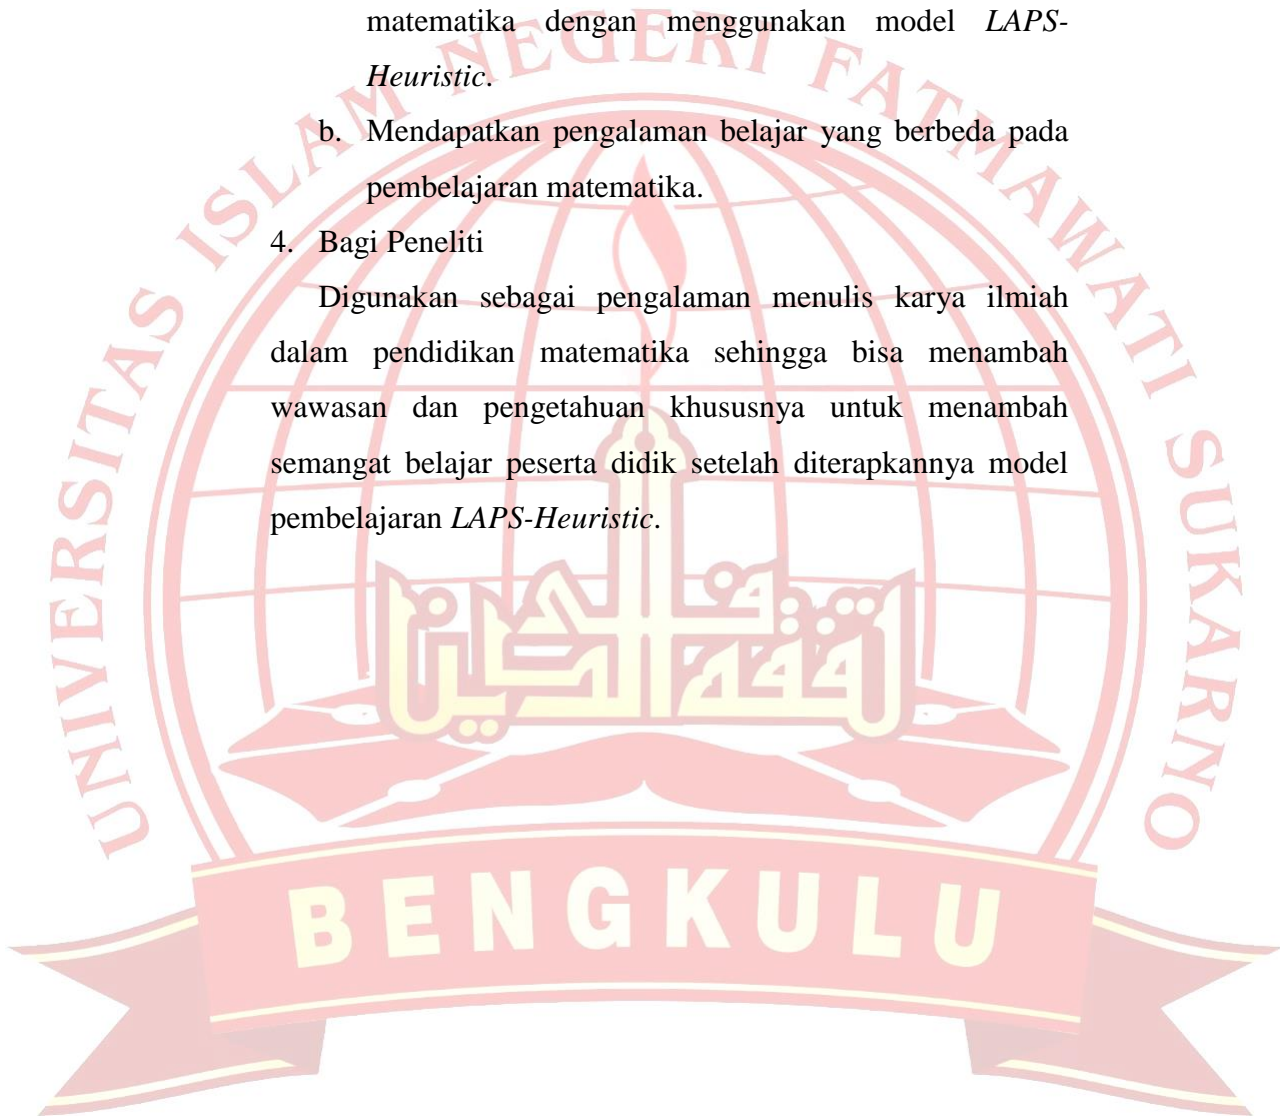 matematika dengan menggunakan model LAPS-
Heuristic.
b. Mendapatkan pengalaman belajar yang berbeda pada
pembelajaran matematika.
4. Bagi Peneliti
Digunakan sebagai pengalaman menulis karya ilmiah
dalam pendidikan matematika sehingga bisa menambah
wawasan dan pengetahuan khususnya untuk menambah
semangat belajar peserta didik setelah diterapkannya model
pembelajaran LAPS-Heuristic.
UNIVERSITAS ISLAM NEGERI FATMAWATI SUKARNO
BENGKULU